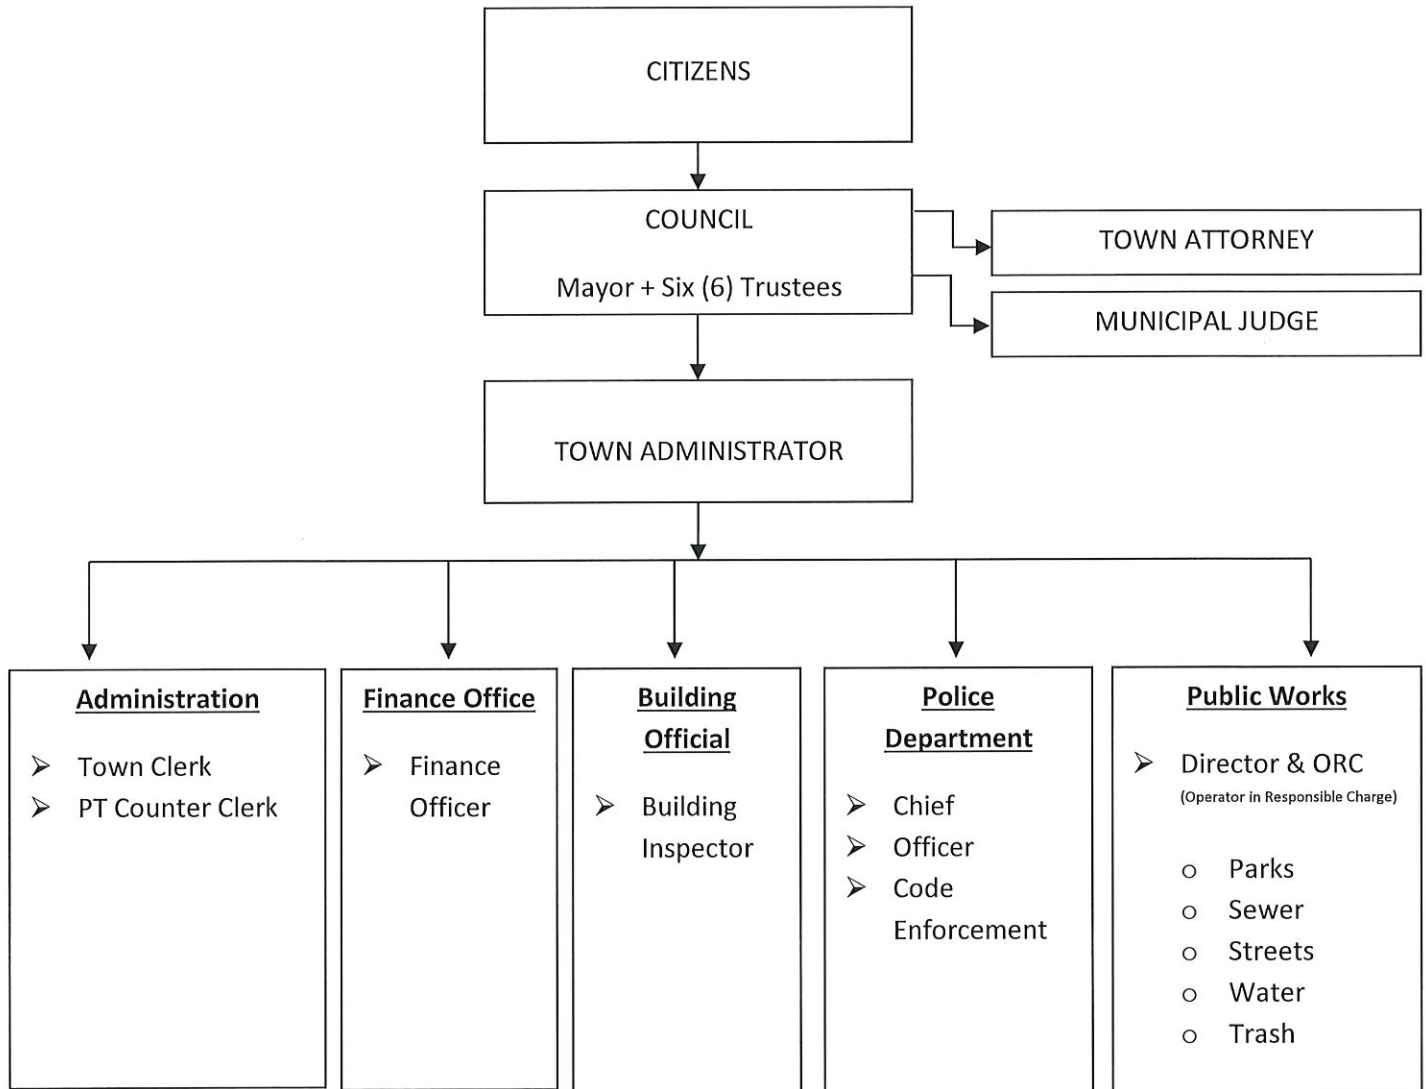 CITIZENS
COUNCIL
Mayor + Six (6) Trustees
TOWN ATTORNEY
MUNICIPAL JUDGE
TOWN ADMINISTRATOR
Administration
➢ Town Clerk
➢ PT Counter Clerk
Finance Office
➢ Finance
Officer
Building
Official
➢ Building
Inspector
Police
Department
➢ Chief
➢ Officer
➢ Code
Enforcement
Public Works
➢ Director & ORC
(Operator in Responsible Charge)
o Parks
o Sewer
o Streets
o Water
o Trash